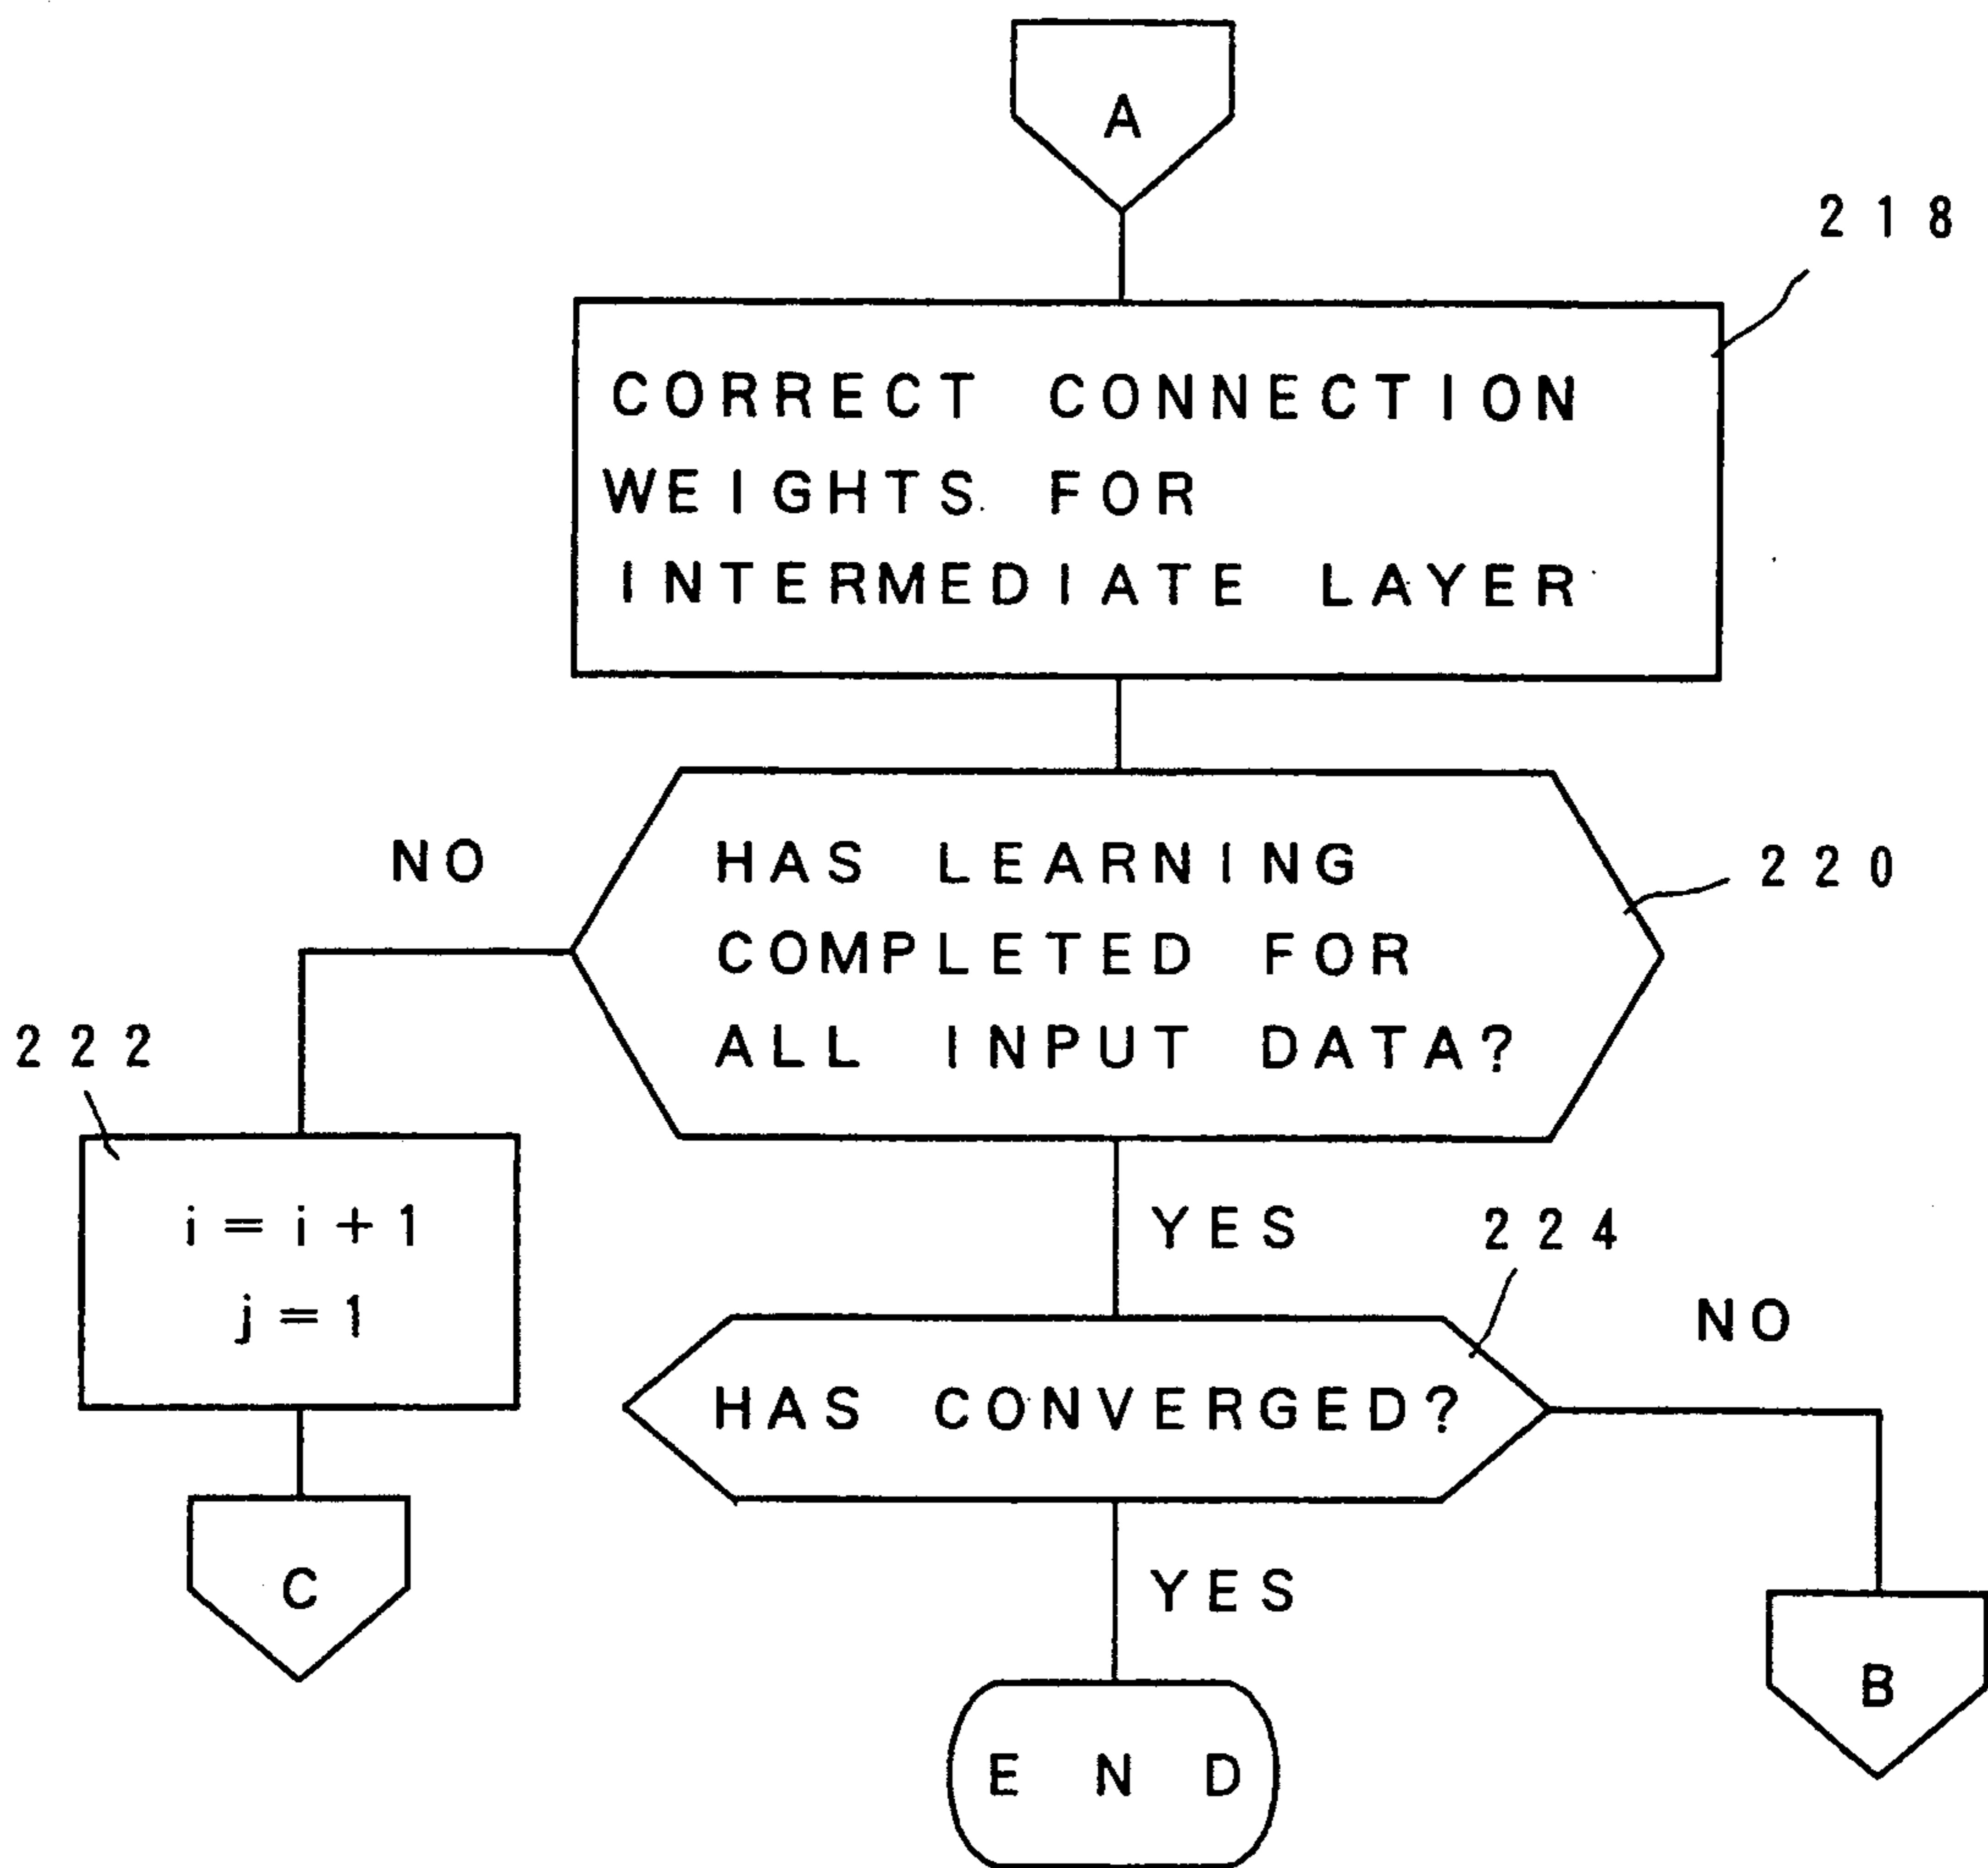 A
218
CORRECT CONNECTION
WEIGHTS FOR
INTERMEDIATE LAYER
NO
HAS LEARNING
COMPLETED FOR
ALL INPUT DATA?
220
222
i = i + 1
j = 1
YES
224
HAS CONVERGED?
NO
C
YES
B
END